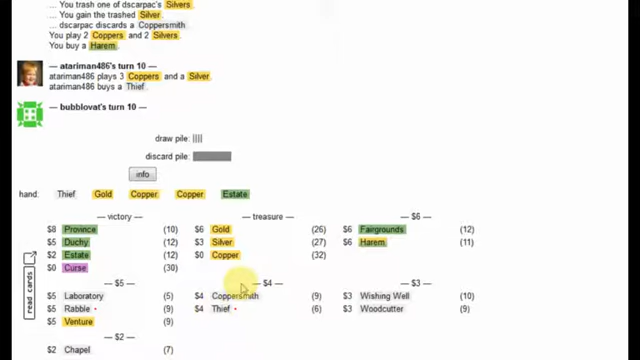 ... You trash one of dscarpac's Silvers.
... You gain the trashed Silver.
... dscarpac discards a Coppersmith.
You play 2 Coppers and 2 Silvers.
You buy a Harem.
— atariman486's turn 10 —
atariman486 plays 3 Coppers and a Silver.
atariman486 buys a Thief.
— bubblovat's turn 10 —
draw pile: ||||
discard pile:
info
hand: Thief Gold Copper Copper Estate
— victory — — treasure — — $6 —
$8 Province (10) $6 Gold (26) $6 Fairgrounds (12)
$5 Duchy (12) $3 Silver (27) $6 Harem (11)
$2 Estate (12) $0 Copper (32)
$0 Curse (30)
read cards
— $5 — — $4 — — $3 —
$5 Laboratory (5) $4 Coppersmith (9) $3 Wishing Well (10)
$5 Rabble • (9) $4 Thief • (6) $3 Woodcutter (9)
$5 Venture (9)
— $2 —
$2 Chapel (7)